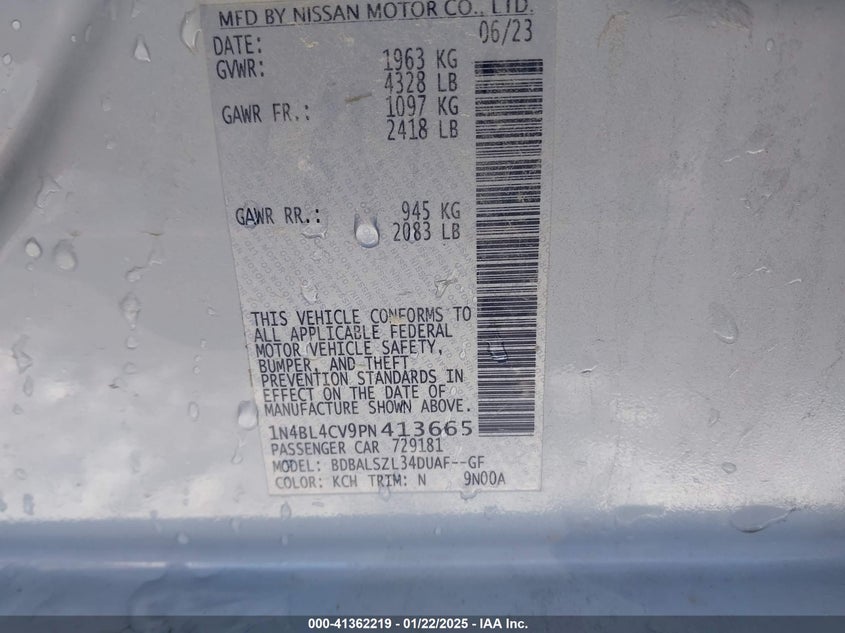 MFD BY NISSAN MOTOR CO., LTD.
DATE: 06/23
GVWR: 1963 KG
4328 LB
GAWR FR.: 1097 KG
2418 LB
GAWR RR.: 945 KG
2083 LB
THIS VEHICLE CONFORMS TO
ALL APPLICABLE FEDERAL
MOTOR VEHICLE SAFETY,
BUMPER, AND THEFT
PREVENTION STANDARDS IN
EFFECT ON THE DATE OF
MANUFACTURE SHOWN ABOVE.
1N4BL4CV9PN413665
PASSENGER CAR 729181
MODEL: BDBALSZL34DUAF--GF
COLOR: KCH TRIM: N 9N00A
000-41362219 - 01/22/2025 - IAA Inc.